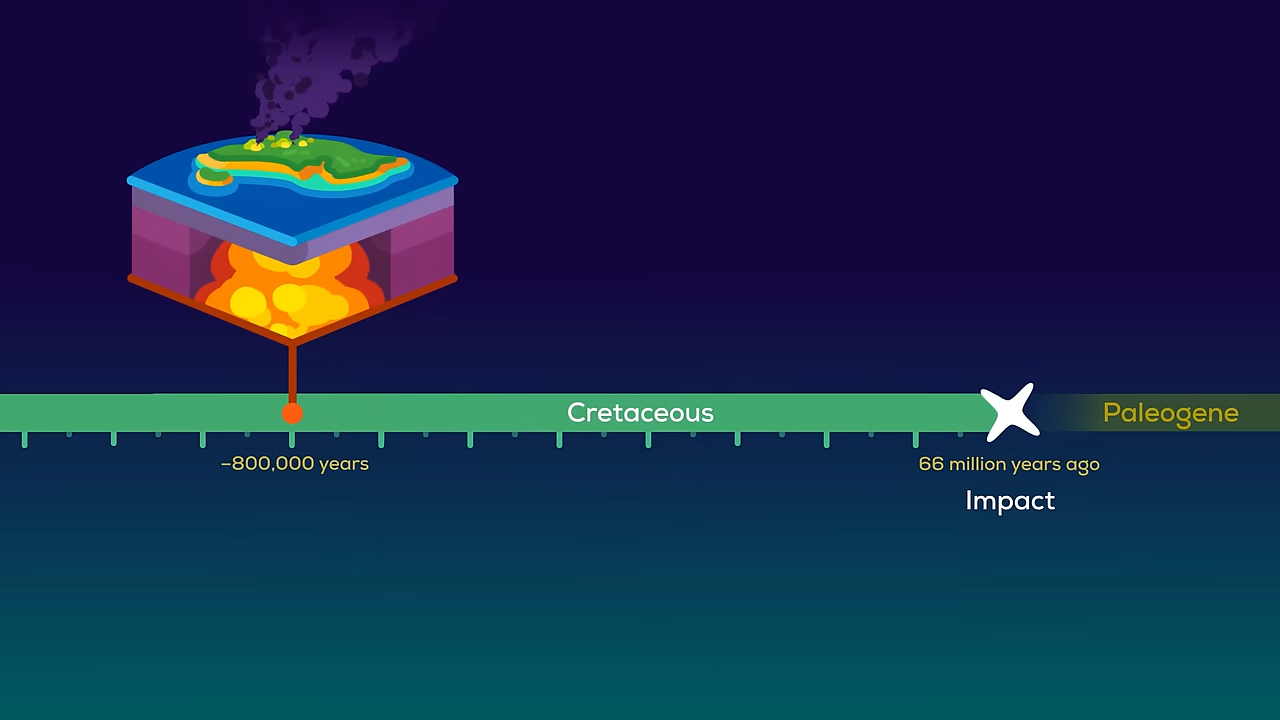 Cretaceous
Paleogene
–800,000 years
66 million years ago
Impact